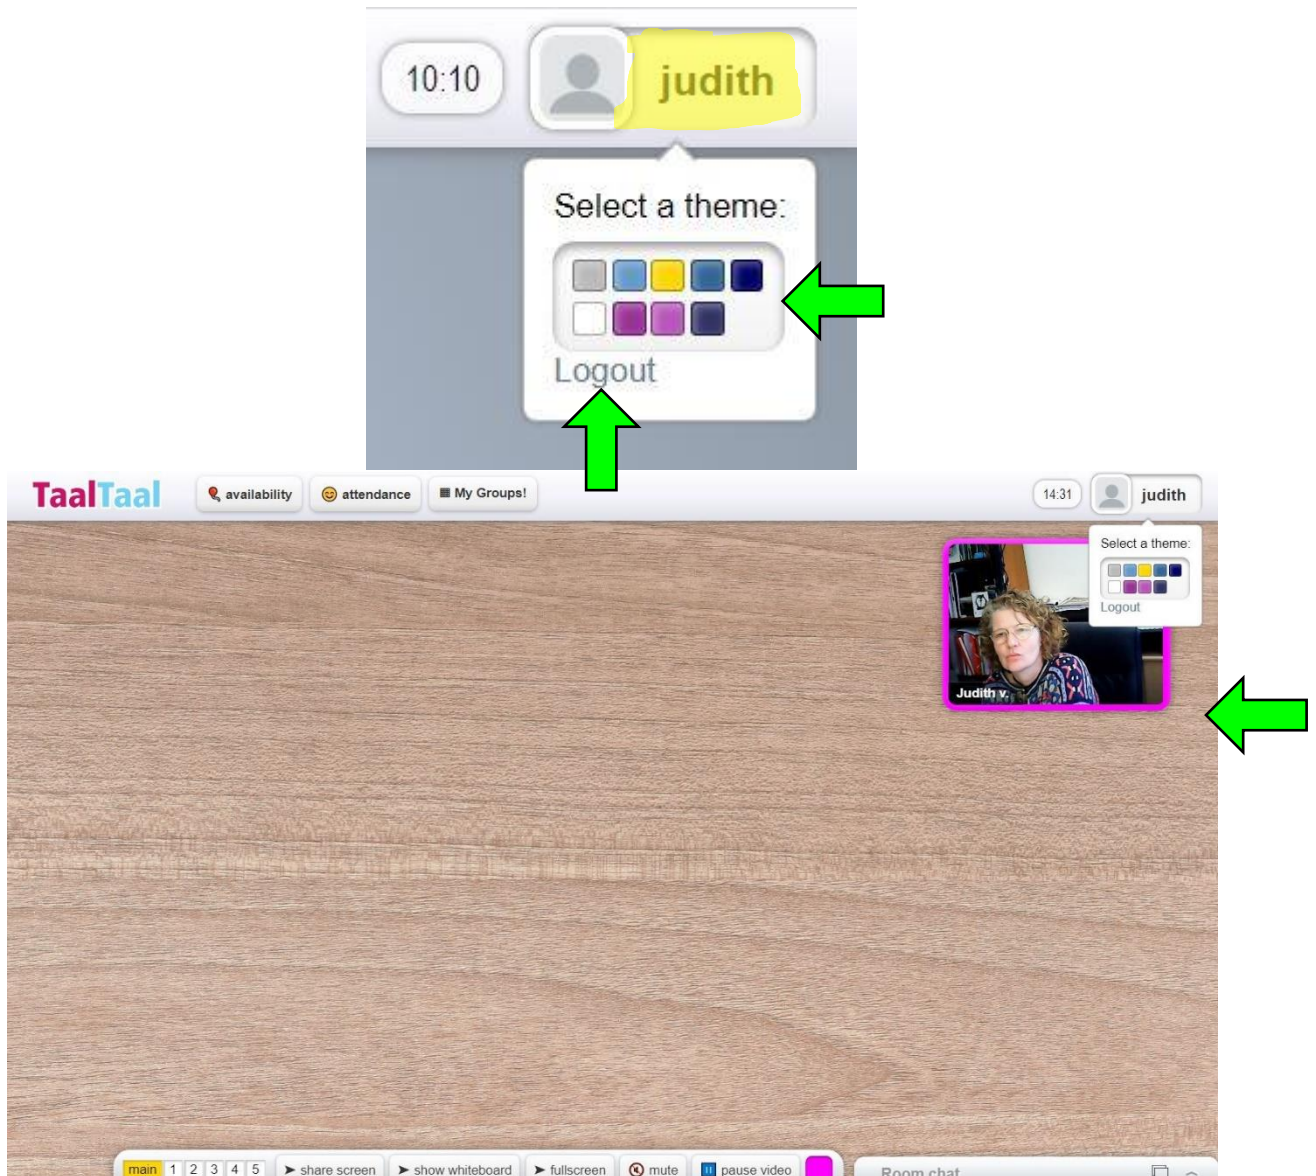 10:10 judith
Select a theme:
Logout
TaalTaal availability attendance My Groups! 14:31 judith
Select a theme:
Logout
Judith v.
main 1 2 3 4 5 share screen show whiteboard fullscreen mute pause video Room chat